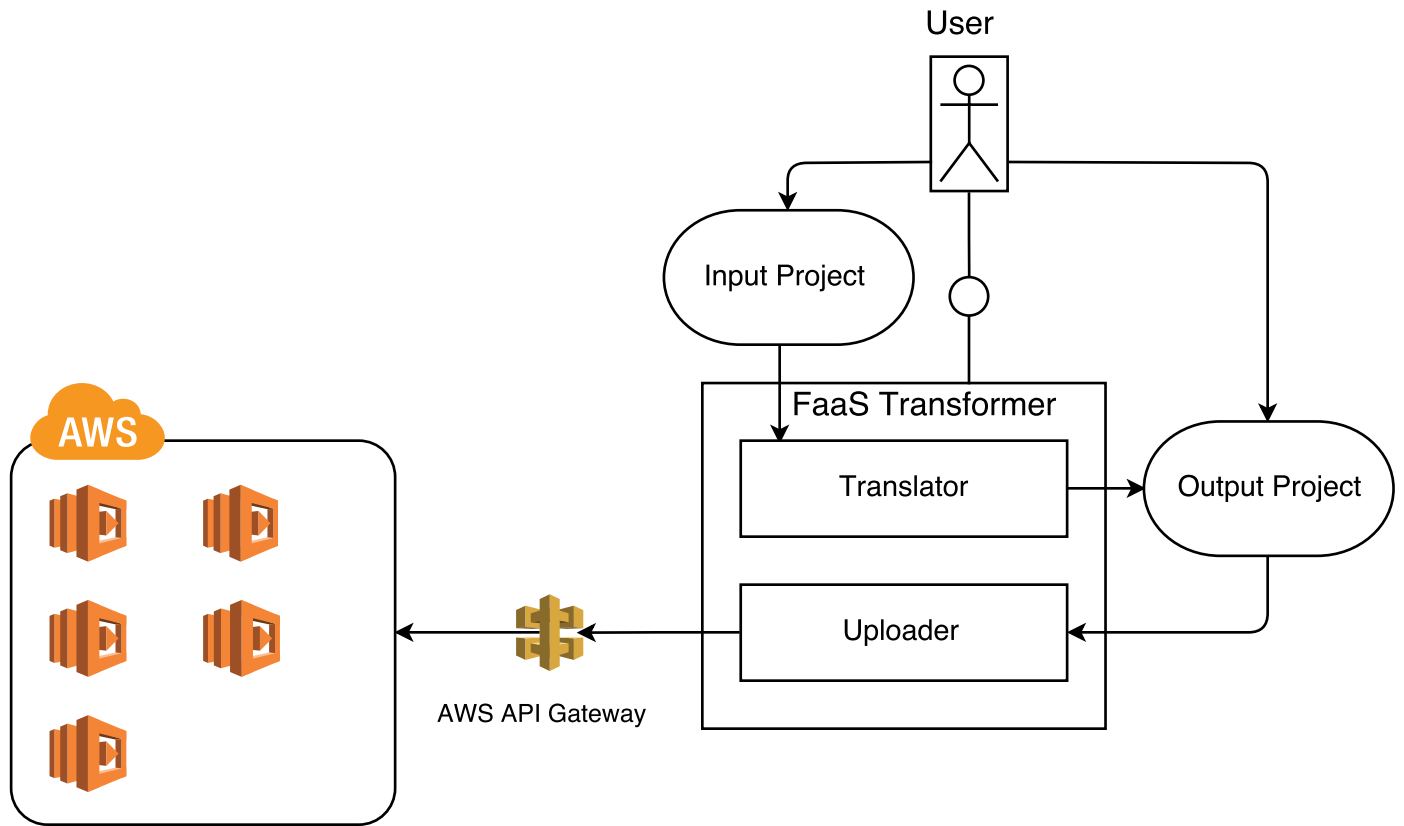 User
Input Project
FaaS Transformer
AWS
Translator
Output Project
Uploader
AWS API Gateway